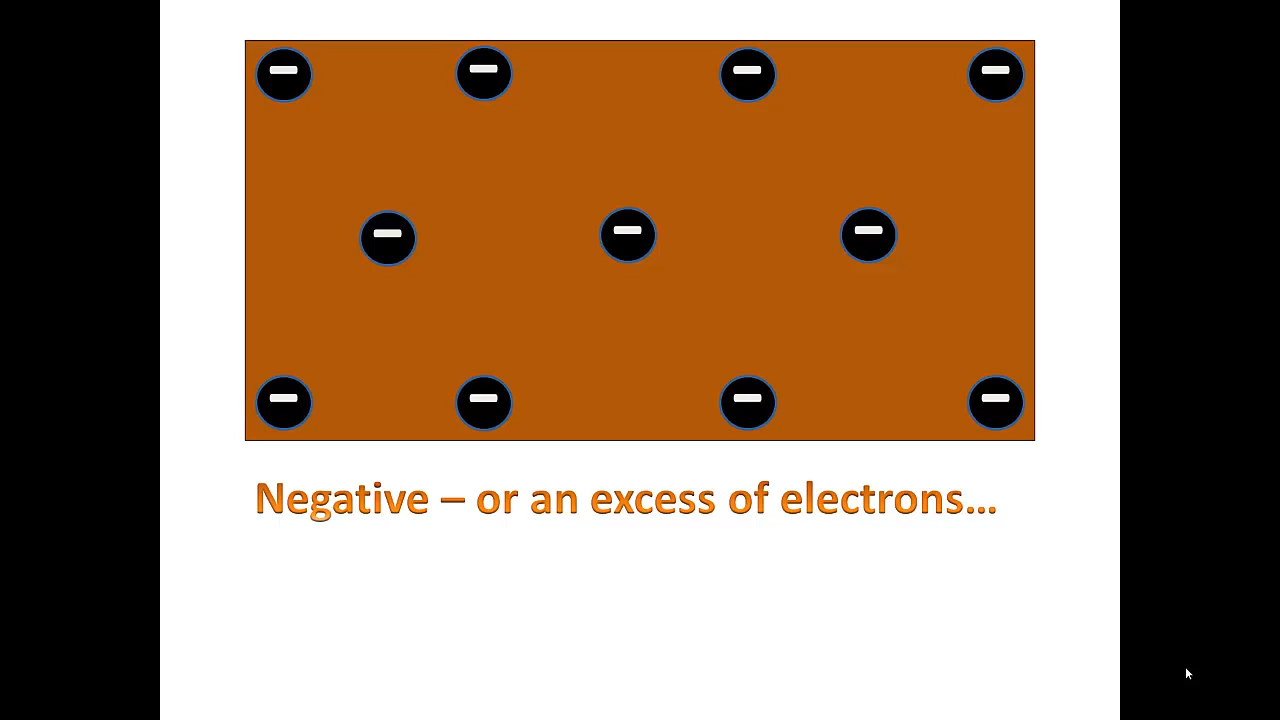 − − − −
− − −
− − − −
Negative – or an excess of electrons...